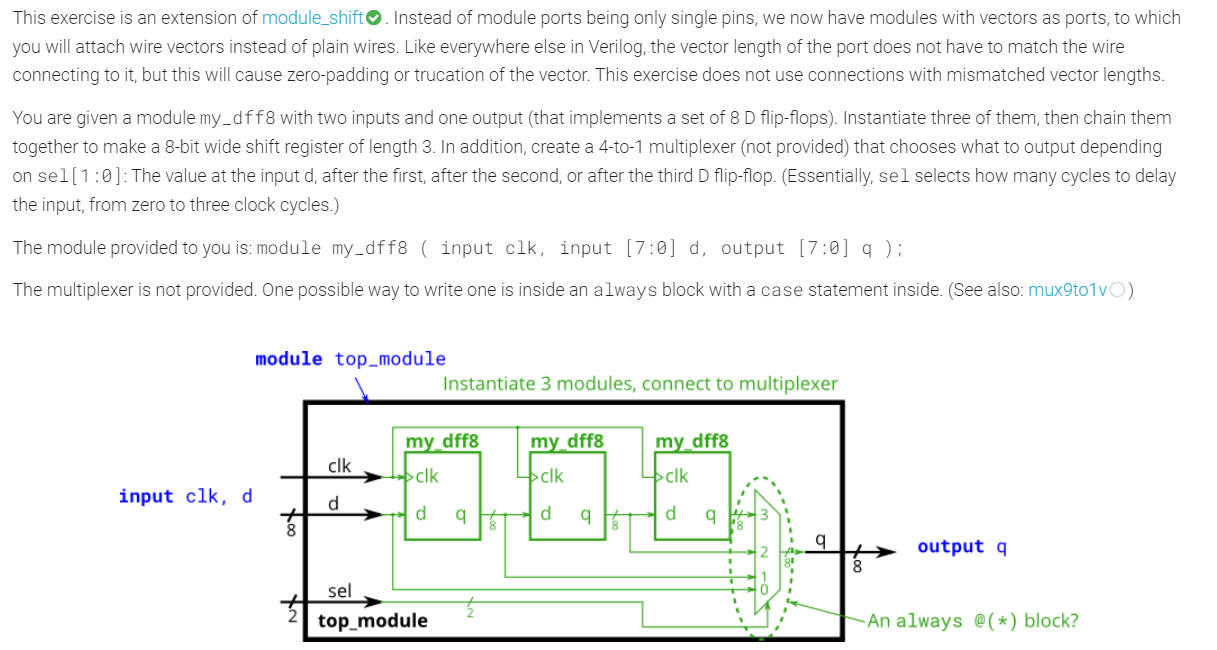 This exercise is an extension of module_shift. Instead of module ports being only single pins, we now have modules with vectors as ports, to which
you will attach wire vectors instead of plain wires. Like everywhere else in Verilog, the vector length of the port does not have to match the wire
connecting to it, but this will cause zero-padding or trucation of the vector. This exercise does not use connections with mismatched vector lengths.
You are given a module my_dff8 with two inputs and one output (that implements a set of 8 D flip-flops). Instantiate three of them, then chain them
together to make a 8-bit wide shift register of length 3. In addition, create a 4-to-1 multiplexer (not provided) that chooses what to output depending
on sel[1:0]: The value at the input d, after the first, after the second, or after the third D flip-flop. (Essentially, sel selects how many cycles to delay
the input, from zero to three clock cycles.)
The module provided to you is: module my_dff8 ( input clk, input [7:0] d, output [7:0] q );
The multiplexer is not provided. One possible way to write one is inside an always block with a case statement inside. (See also: mux9to1v)
module top_module
Instantiate 3 modules, connect to multiplexer
my_dff8 my_dff8 my_dff8
clk clk clk clk
input clk, d
d d q d q d q 3
8 8 8 8
2 q output q
8 8
1
0
sel
2 2
top_module
An always @(*) block?